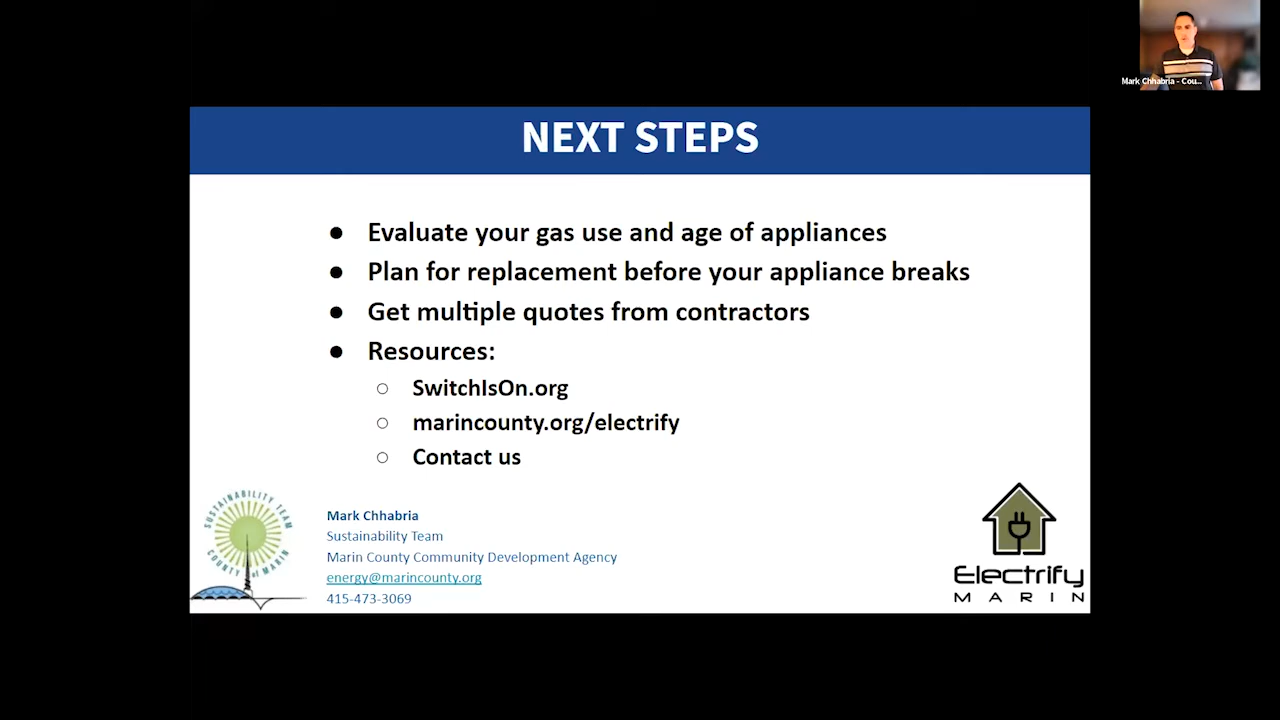 Mark Chhabria - Cou...
NEXT STEPS
● Evaluate your gas use and age of appliances
● Plan for replacement before your appliance breaks
● Get multiple quotes from contractors
● Resources:
○ SwitchIsOn.org
○ marincounty.org/electrify
○ Contact us
SUSTAINABILITY TEAM
COUNTY of MARIN
Mark Chhabria
Sustainability Team
Marin County Community Development Agency
energy@marincounty.org
415-473-3069
Electrify
MARIN